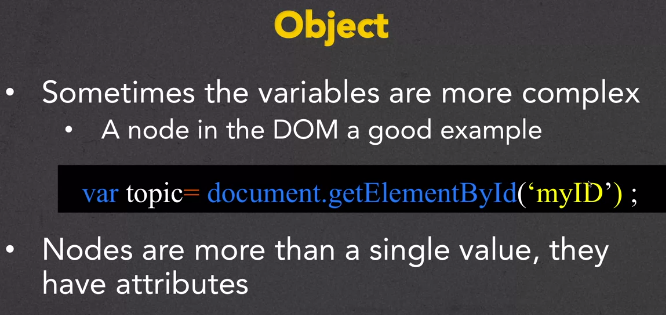 Object
• Sometimes the variables are more complex
• A node in the DOM a good example
var topic= document.getElementById(‘myID’) ;
• Nodes are more than a single value, they
have attributes